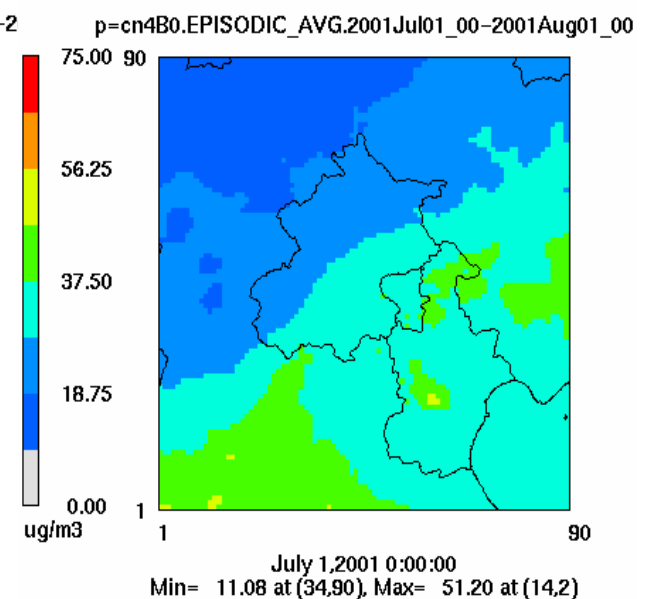 -2 p=cn4B0.EPISODIC_AVG.2001Jul01_00-2001Aug01_00
75.00 90
56.25
37.50
18.75
0.00 1
ug/m3 1 90
July 1,2001 0:00:00
Min= 11.08 at (34,90), Max= 51.20 at (14,2)